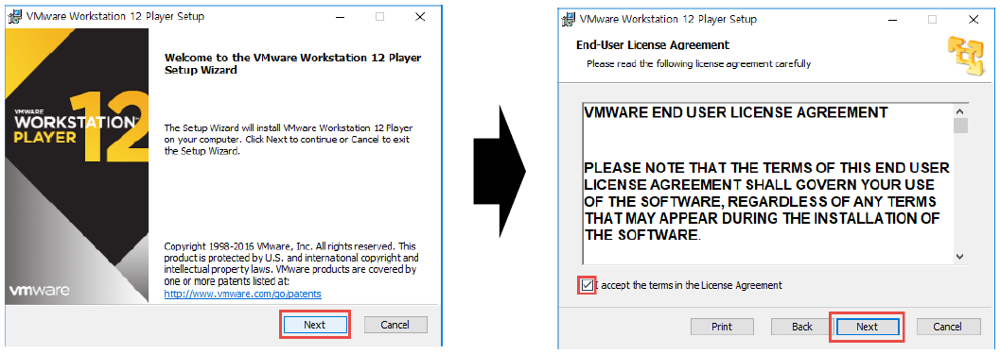 VMware Workstation 12 Player Setup
VMWARE
WORKSTATION™
PLAYER 12
vmware
Welcome to the VMware Workstation 12 Player
Setup Wizard
The Setup Wizard will install VMware Workstation 12 Player
on your computer. Click Next to continue or Cancel to exit
the Setup Wizard.
Copyright 1998-2016 VMware, Inc. All rights reserved. This
product is protected by U.S. and international copyright and
intellectual property laws. VMware products are covered by
one or more patents listed at:
http://www.vmware.com/go/patents
Next Cancel
VMware Workstation 12 Player Setup
End-User License Agreement
Please read the following license agreement carefully
VMWARE END USER LICENSE AGREEMENT
PLEASE NOTE THAT THE TERMS OF THIS END USER
LICENSE AGREEMENT SHALL GOVERN YOUR USE
OF THE SOFTWARE, REGARDLESS OF ANY TERMS
THAT MAY APPEAR DURING THE INSTALLATION OF
THE SOFTWARE.
I accept the terms in the License Agreement
Print Back Next Cancel